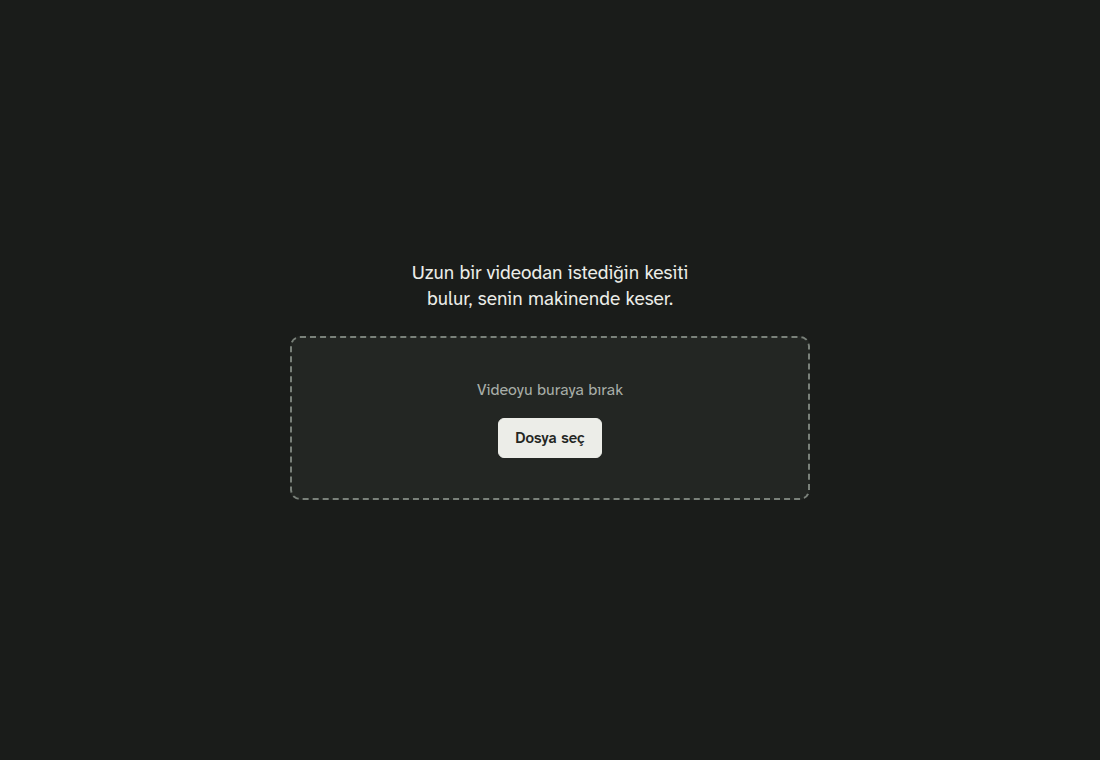 Uzun bir videodan istediğin kesiti
bulur, senin makinende keser.
Videoyu buraya bırak
Dosya seç